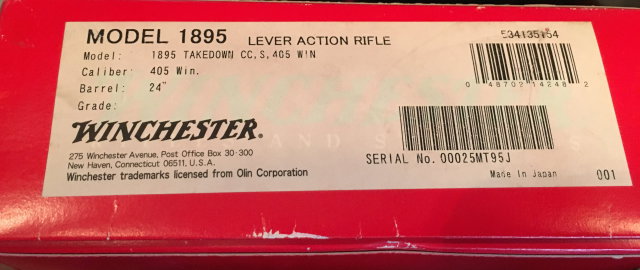 MODEL 1895 LEVER ACTION RIFLE
Model: 1895 TAKEDOWN CC,S,405 WIN
Caliber: 405 Win.
Barrel: 24"
Grade:
WINCHESTER®
275 Winchester Avenue, Post Office Box 30-300
New Haven, Connecticut 06511, U.S.A.
Winchester trademarks licensed from Olin Corporation
534135154
0 48702 14248 2
SERIAL No. 00025MT95J
Made In Japan 001